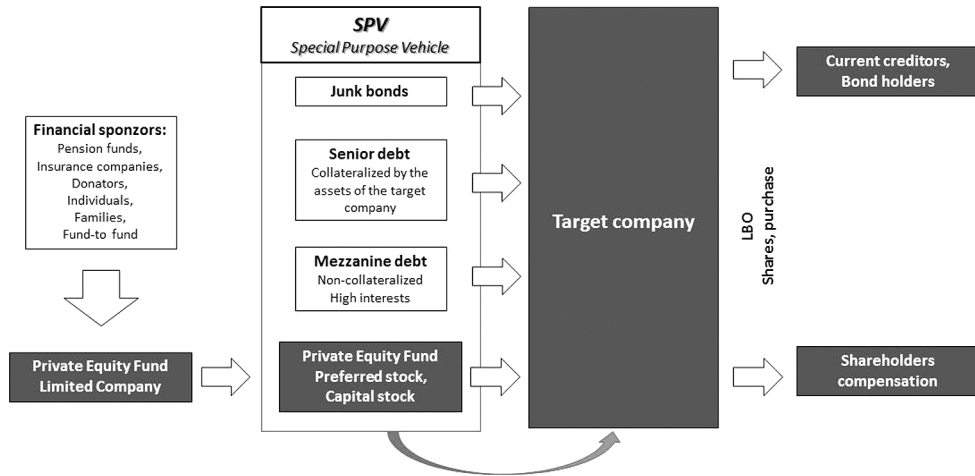 SPV
Special Purpose Vehicle
Junk bonds
Financial sponzors:
Pension funds,
Insurance companies,
Donators,
Individuals,
Families,
Fund-to fund
Senior debt
Collateralized by the
assets of the target
company
Mezzanine debt
Non-collateralized
High interests
Private Equity Fund
Limited Company
Private Equity Fund
Preferred stock,
Capital stock
Target company
Current creditors,
Bond holders
LBO
Shares, purchase
Shareholders
compensation